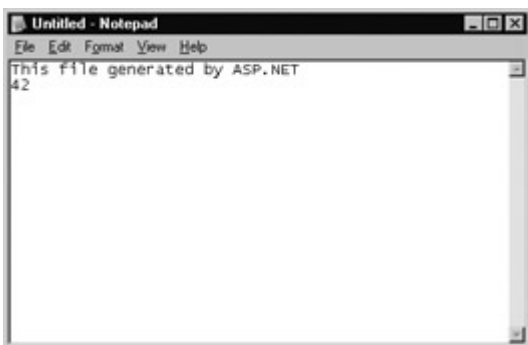 Untitled - Notepad
File Edit Format View Help
This file generated by ASP.NET
42